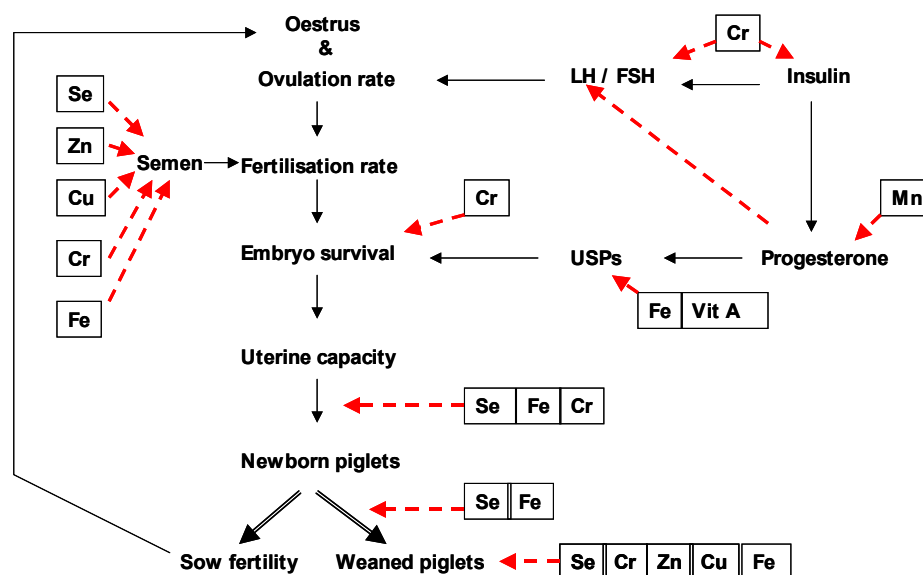 Oestrus
&
Ovulation rate
LH / FSH
Cr
Insulin
Se
Zn
Cu
Cr
Fe
Semen
Fertilisation rate
Cr
Mn
Embryo survival
USPs
Progesterone
Fe Vit A
Uterine capacity
Se Fe Cr
Newborn piglets
Se Fe
Sow fertility
Weaned piglets
Se Cr Zn Cu Fe